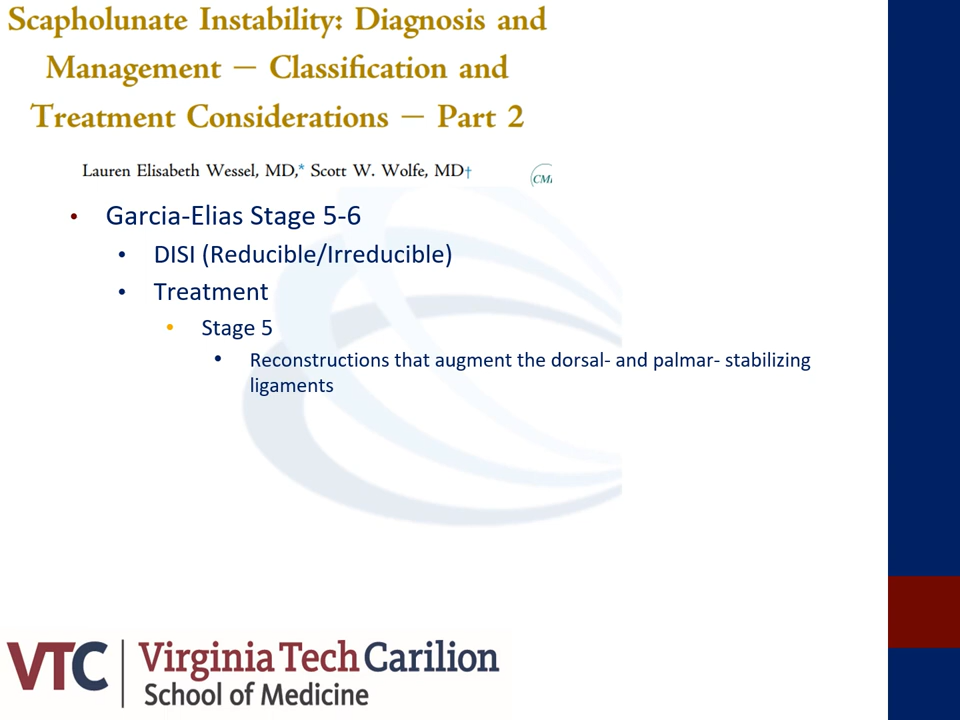 Scapholunate Instability: Diagnosis and
Management — Classification and
Treatment Considerations — Part 2
Lauren Elisabeth Wessel, MD,* Scott W. Wolfe, MD†
CM
• Garcia-Elias Stage 5-6
• DISI (Reducible/Irreducible)
• Treatment
• Stage 5
• Reconstructions that augment the dorsal- and palmar- stabilizing
ligaments
VTC
Virginia Tech Carilion
School of Medicine